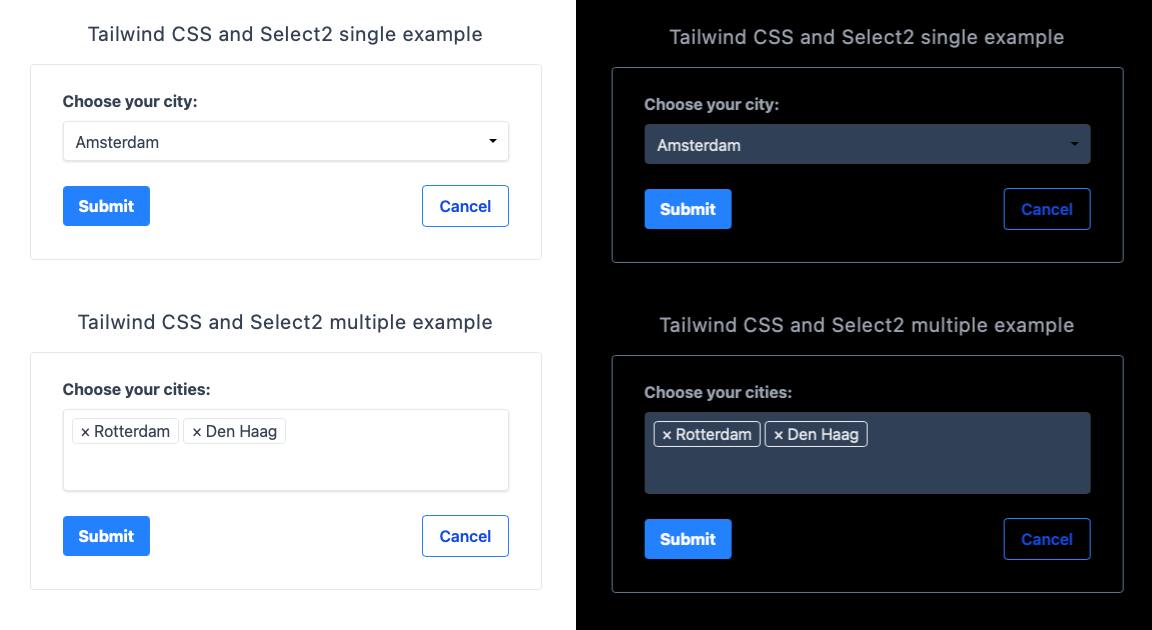 Tailwind CSS and Select2 single example
Choose your city:
Amsterdam
Submit Cancel
Tailwind CSS and Select2 multiple example
Choose your cities:
× Rotterdam × Den Haag
Submit Cancel
Tailwind CSS and Select2 single example
Choose your city:
Amsterdam
Submit Cancel
Tailwind CSS and Select2 multiple example
Choose your cities:
× Rotterdam × Den Haag
Submit Cancel